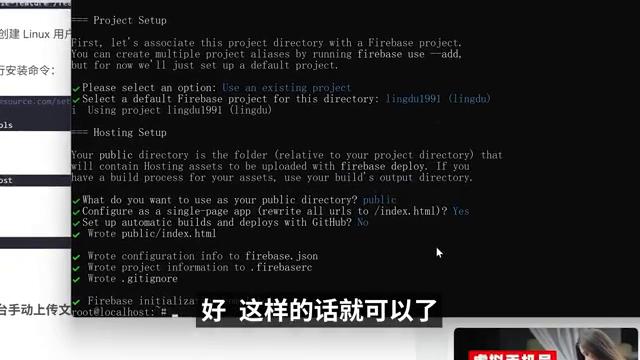 === Project Setup
创建 Linux 用户
First, let's associate this project directory with a Firebase project.
You can create multiple project aliases by running firebase use --add,
but for now we'll just set up a default project.
行安装命令：
✔ Please select an option: Use an existing project
✔ Select a default Firebase project for this directory: lingdu1991 (lingdu)
i Using project lingdu1991 (lingdu)
=== Hosting Setup
Your public directory is the folder (relative to your project directory) that
will contain Hosting assets to be uploaded with firebase deploy. If you
have a build process for your assets, use your build's output directory.
✔ What do you want to use as your public directory? public
✔ Configure as a single-page app (rewrite all urls to /index.html)? Yes
✔ Set up automatic builds and deploys with GitHub? No
✔ Wrote public/index.html
✔ Wrote configuration info to firebase.json
✔ Wrote project information to .firebaserc
✔ Wrote .gitignore
✔ Firebase initializat
台手动上传文
root@localhost:~#
好 这样的话就可以了